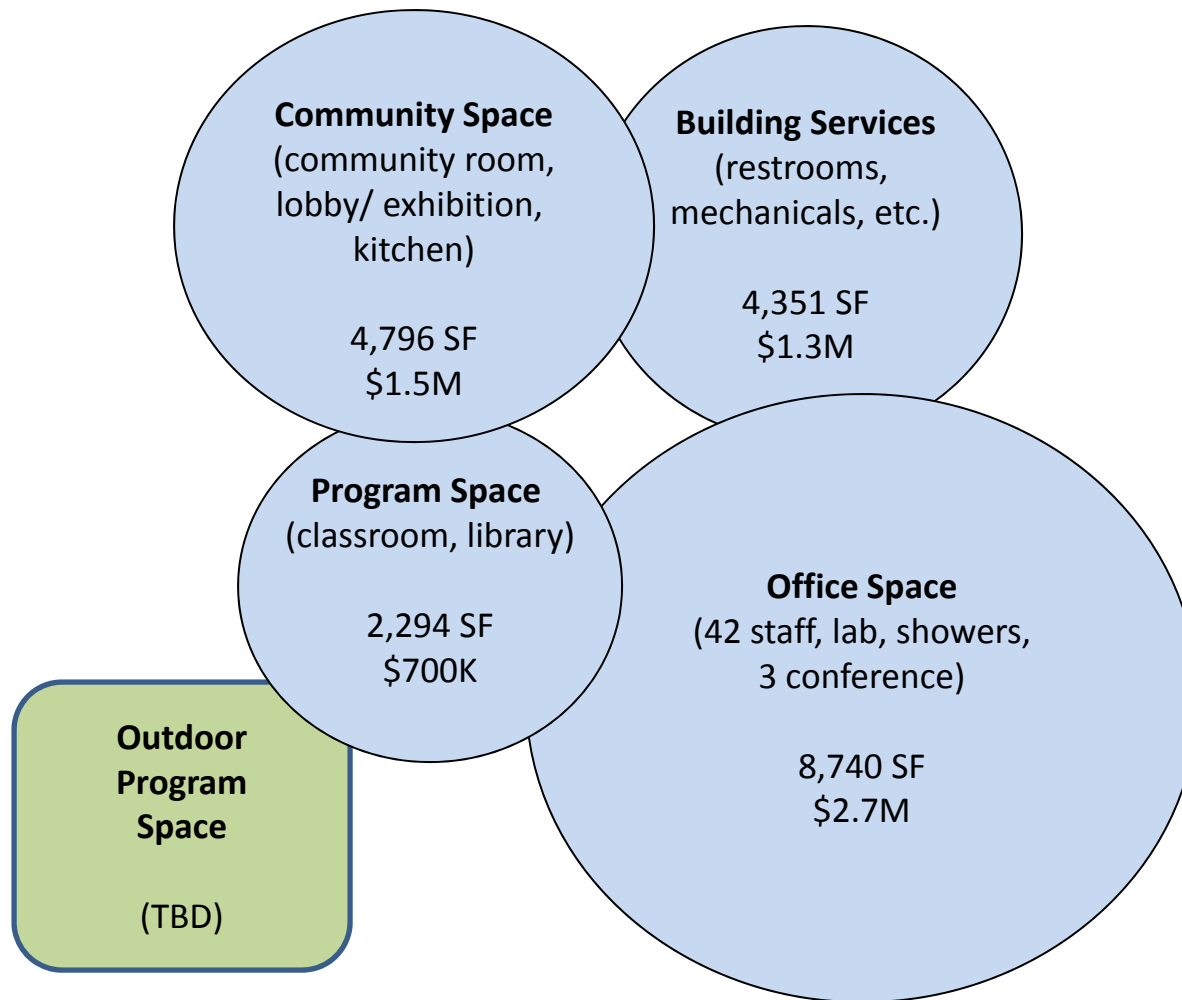 Community Space
(community room,
lobby/ exhibition,
kitchen)
4,796 SF
$1.5M
Building Services
(restrooms,
mechanicals, etc.)
4,351 SF
$1.3M
Program Space
(classroom, library)
2,294 SF
$700K
Office Space
(42 staff, lab, showers,
3 conference)
8,740 SF
$2.7M
Outdoor
Program
Space
(TBD)